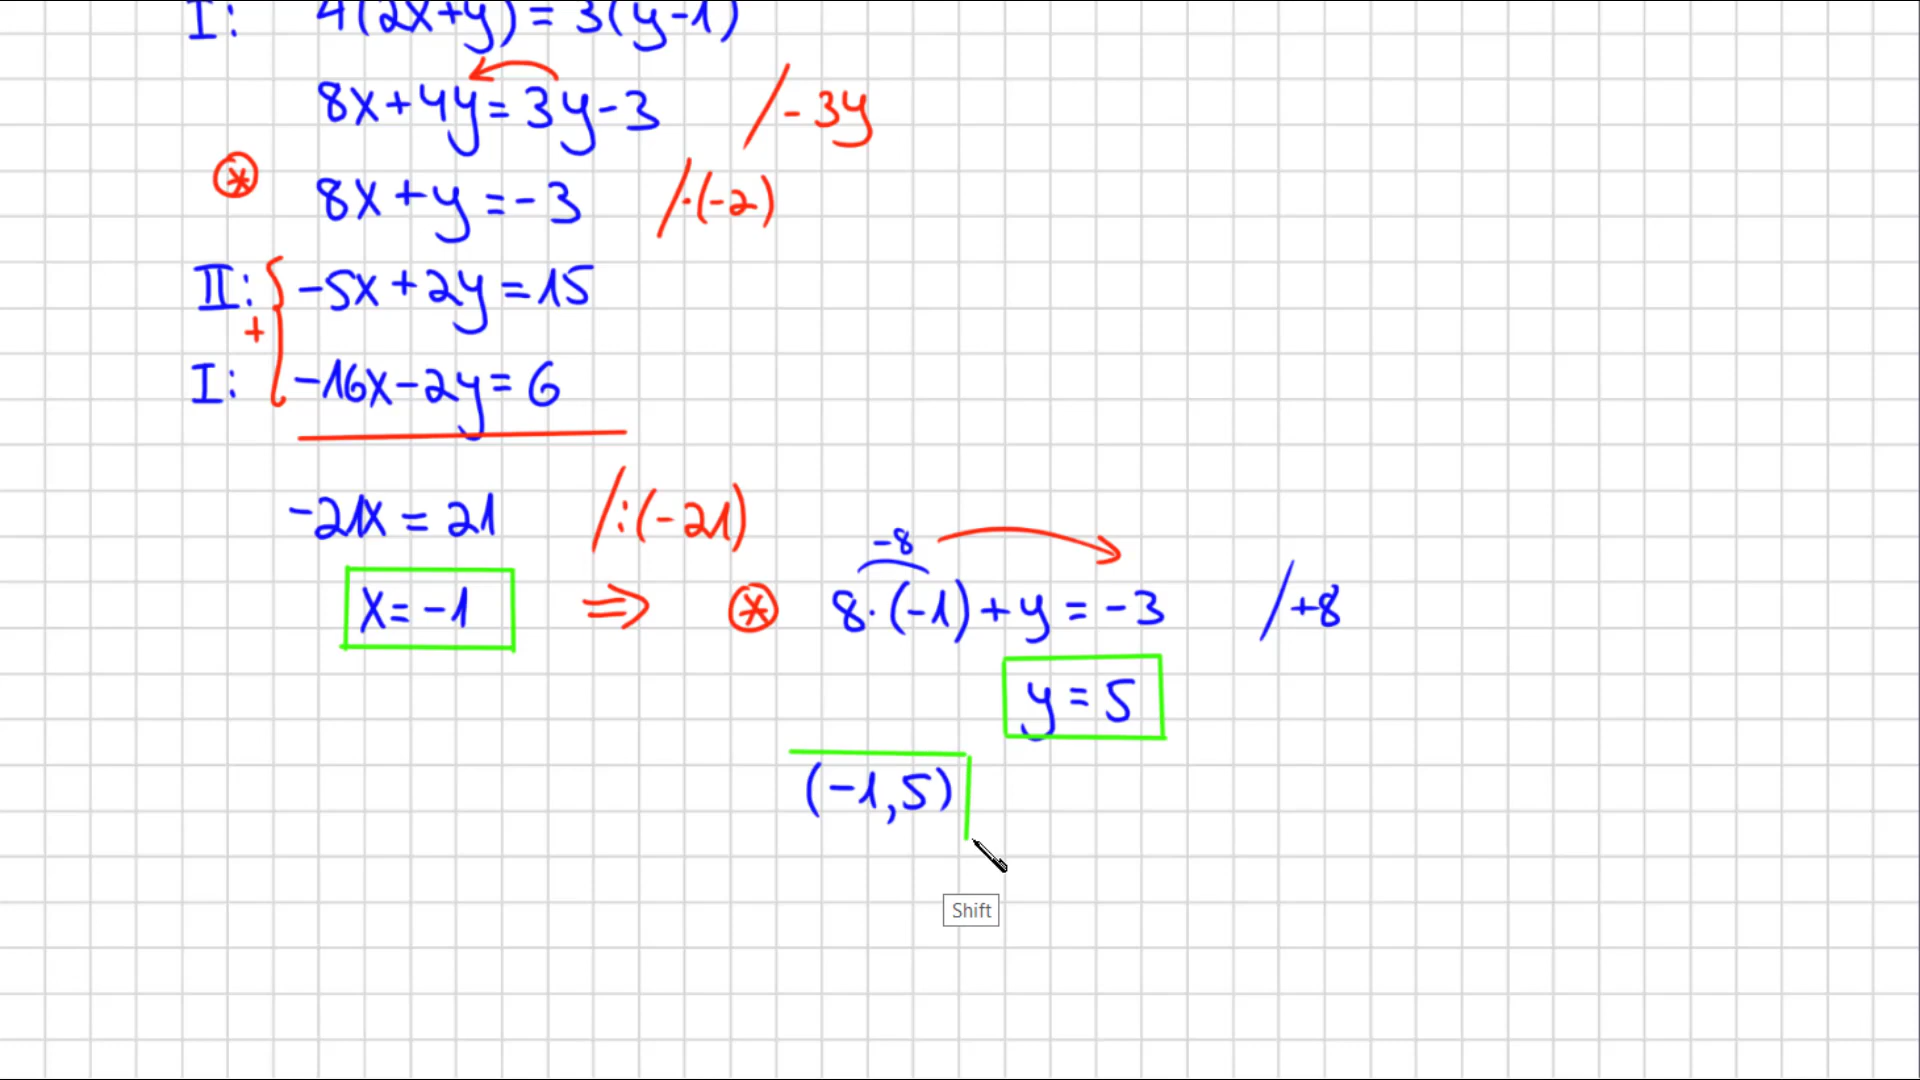 I: 4(2x+y) = 3(y-1)
8x+4y=3y-3 /-3y
* 8x+y=-3 /·(-2)
II: -5x+2y=15
+
I: -16x-2y=6
-21x=21 /:(-21)
-8
x=-1 ⇒ * 8·(-1)+y=-3 /+8
y=5
(-1,5)
Shift